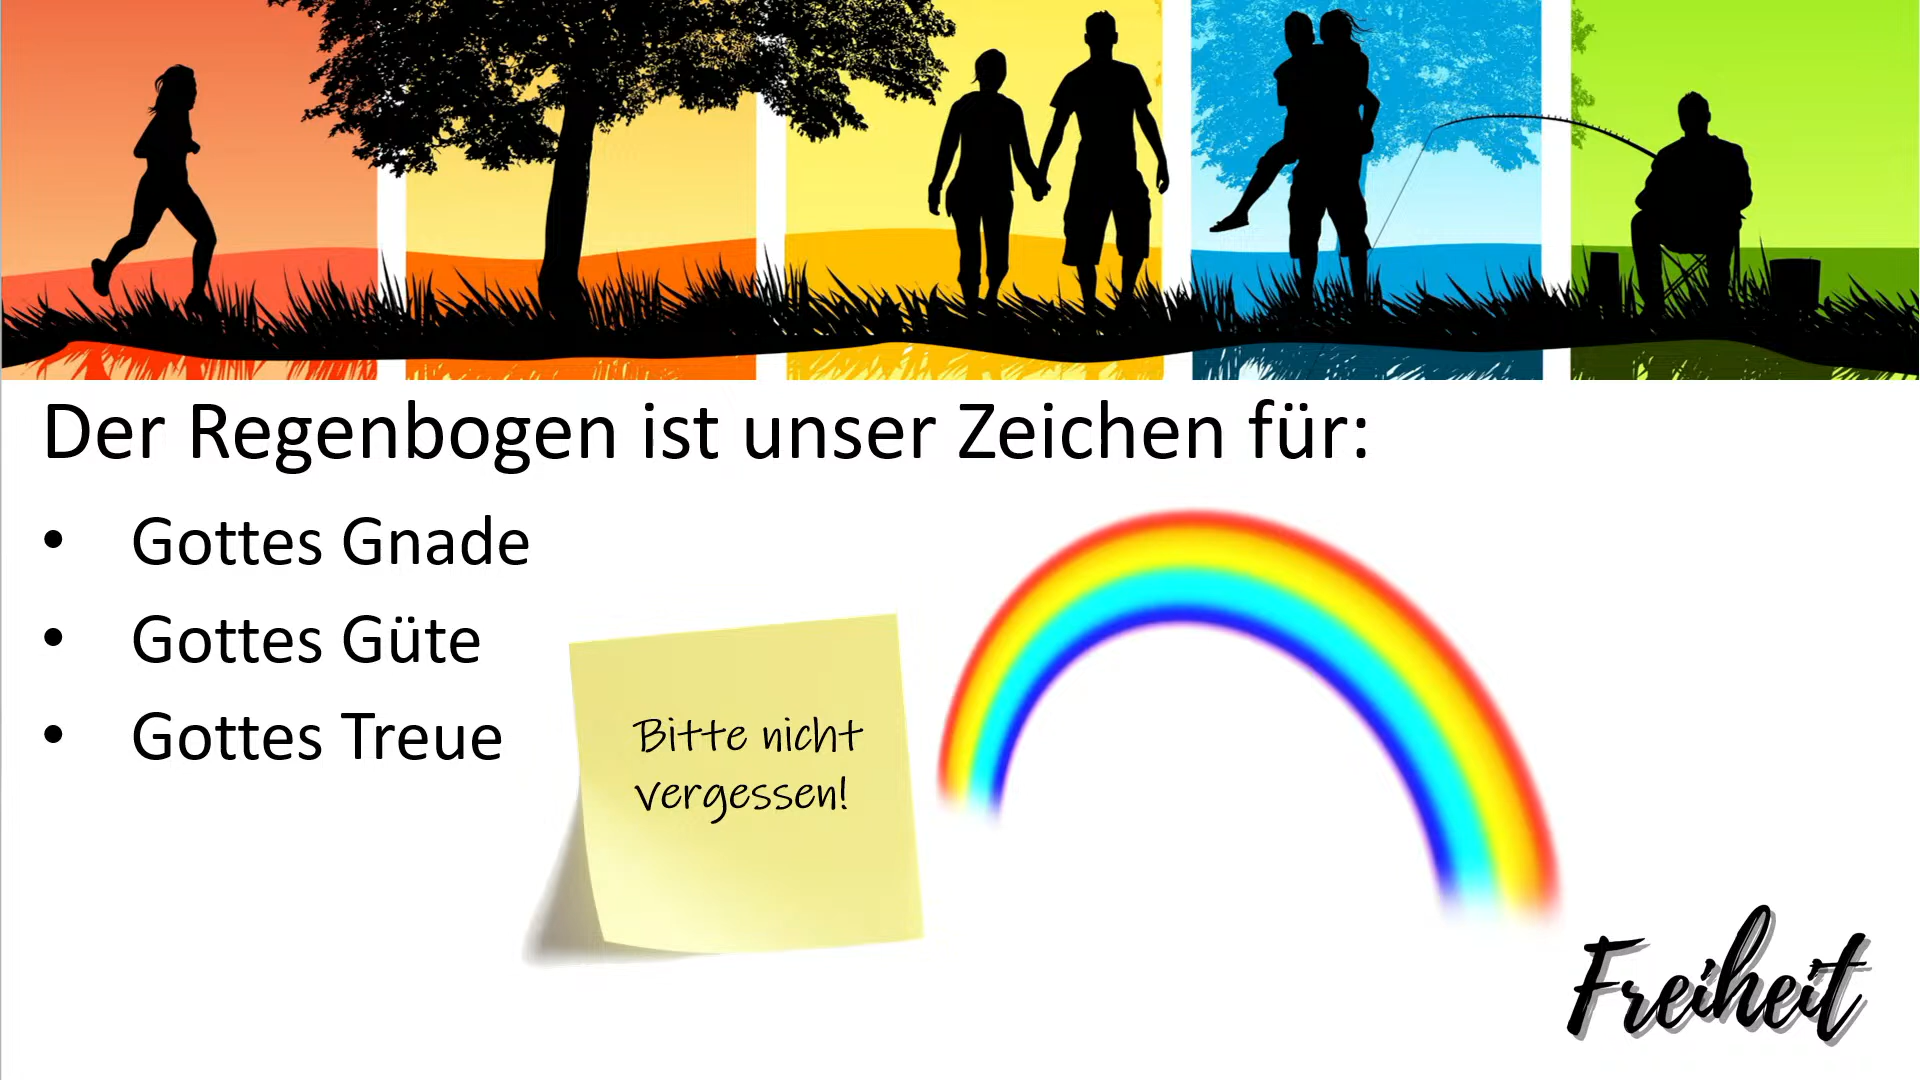 Der Regenbogen ist unser Zeichen für:
• Gottes Gnade
• Gottes Güte
• Gottes Treue
Bitte nicht
vergessen!
Freiheit